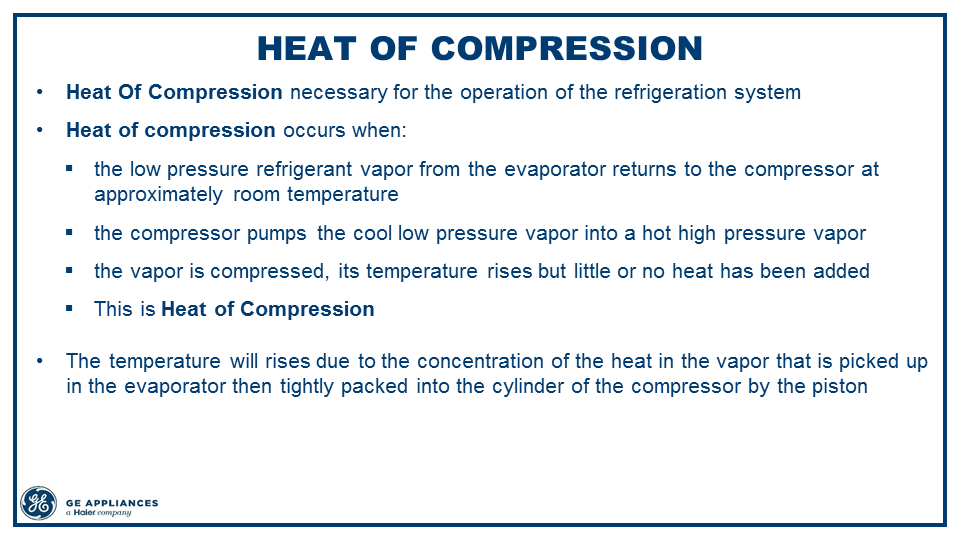 HEAT OF COMPRESSION
• Heat Of Compression necessary for the operation of the refrigeration system
• Heat of compression occurs when:
▪ the low pressure refrigerant vapor from the evaporator returns to the compressor at
approximately room temperature
▪ the compressor pumps the cool low pressure vapor into a hot high pressure vapor
▪ the vapor is compressed, its temperature rises but little or no heat has been added
▪ This is Heat of Compression
• The temperature will rises due to the concentration of the heat in the vapor that is picked up
in the evaporator then tightly packed into the cylinder of the compressor by the piston
GE
GE APPLIANCES
a Haier company